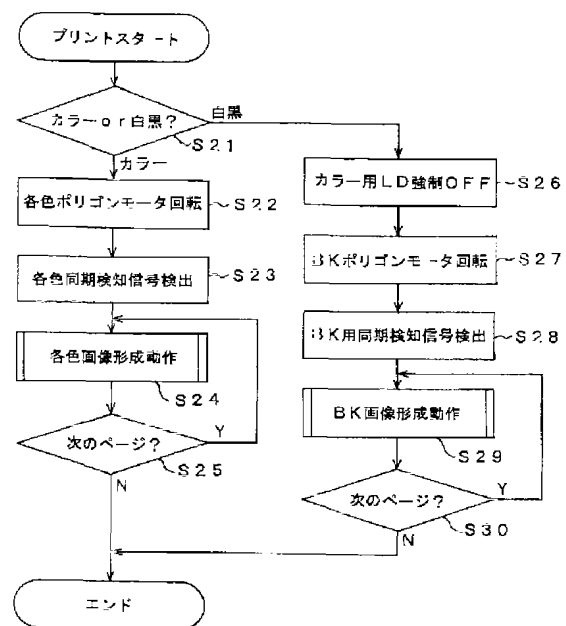 プリントスタート
カラーor白黒?
白黒
S21
カラー
各色ポリゴンモータ回転
S22
各色同期検知信号検出
S23
各色画像形成動作
S24
次のページ?
Y
S25
N
カラー用LD強制OFF
S26
BKポリゴンモータ回転
S27
BK用同期検知信号検出
S28
BK画像形成動作
S29
次のページ?
Y
S30
N
エンド